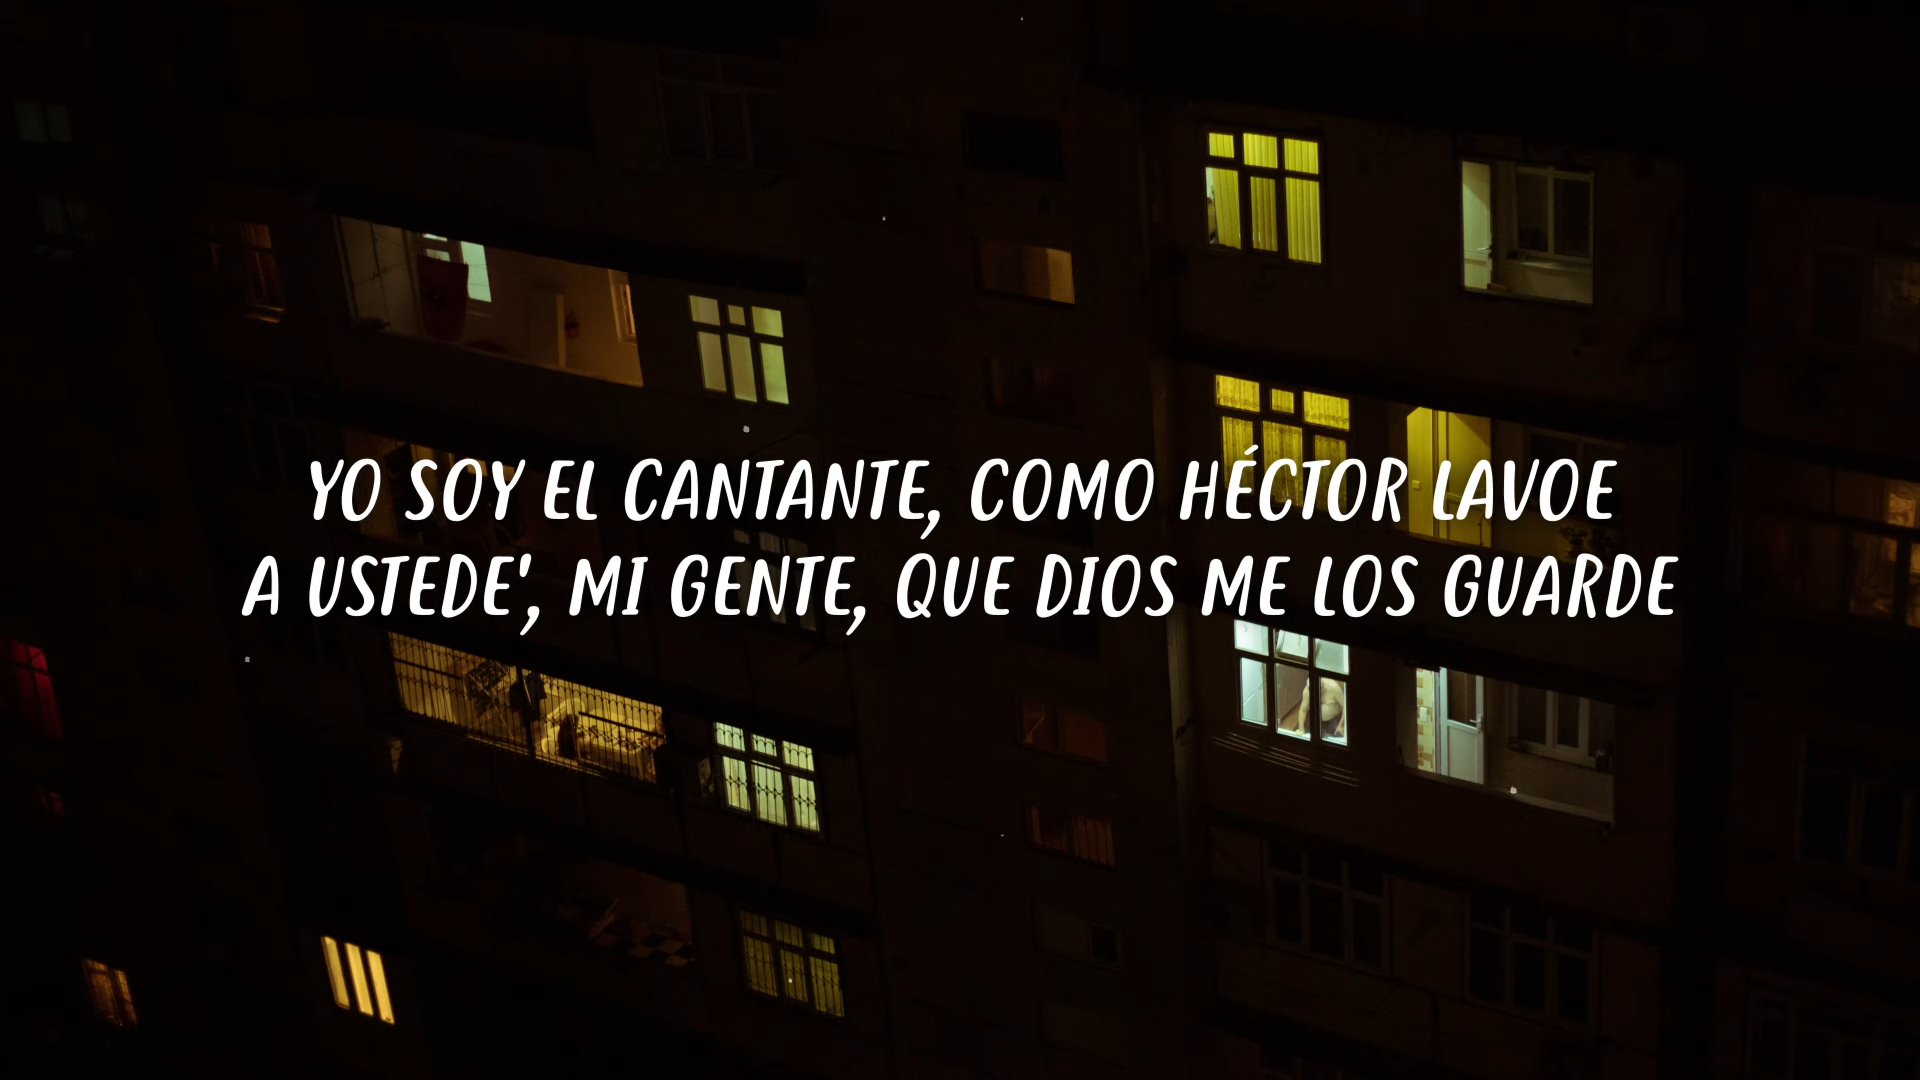 YO SOY EL CANTANTE, COMO HÉCTOR LAVOE
A USTEDE', MI GENTE, QUE DIOS ME LOS GUARDE